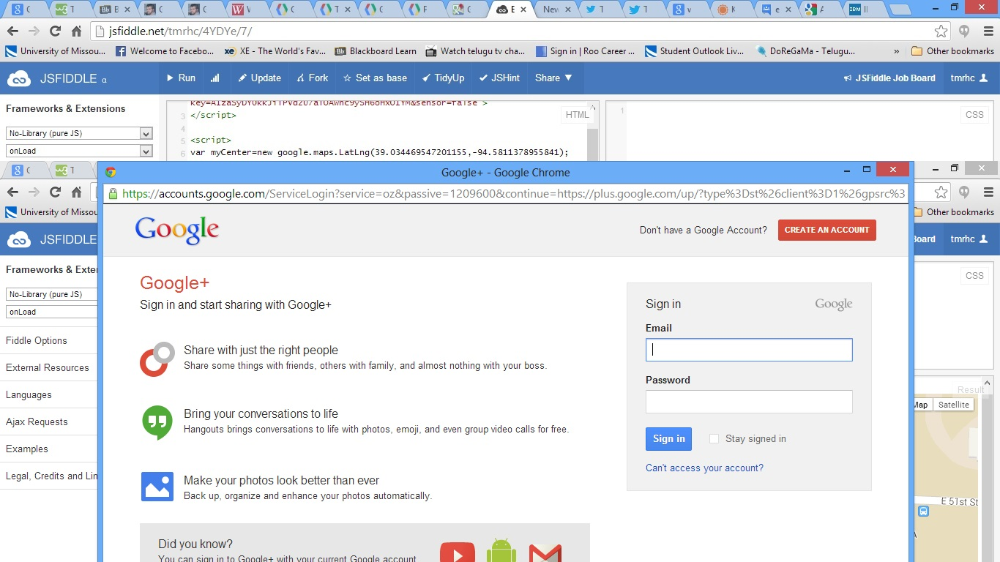 C T B C C W C T C F C E New T T v K e A IBM II
jsfiddle.net/tmrhc/4YDYe/7/
University of Missou... Welcome to Facebo... XE - The World's Fav... Blackboard Learn Watch telugu tv cha... Sign in | Roo Career ... Student Outlook Liv... DoReGaMa - Telugu... » Other bookmarks
JSFIDDLE α Run Update Fork Set as base TidyUp JSHint Share JSFiddle Job Board tmrhc
Frameworks & Extensions
No-Library (pure JS)
onLoad
HTML
CSS
3 </script>
4
5 <script>
6 var myCenter=new google.maps.LatLng(39.034469547201155,-94.5811378955841);
1
C T
University of Missou
Other bookmarks
JSFIDDLE
Board tmrhc
Frameworks & Exte
No-Library (pure JS)
onLoad
Fiddle Options
External Resources
Languages
Ajax Requests
Examples
Legal, Credits and Lin
Google+ - Google Chrome
https://accounts.google.com/ServiceLogin?service=oz&passive=1209600&continue=https://plus.google.com/up/?type%3Dst%26client%3D1%26gpsrc%3
Google
Don't have a Google Account? CREATE AN ACCOUNT
Google+
Sign in and start sharing with Google+
Share with just the right people
Share some things with friends, others with family, and almost nothing with your boss.
Bring your conversations to life
Hangouts brings conversations to life with photos, emoji, and even group video calls for free.
Make your photos look better than ever
Back up, organize and enhance your photos automatically.
Did you know?
You can sign in to Google+ with your current Google account
Sign in Google
Email
Password
Sign in Stay signed in
Can't access your account?
CSS
Result
Map Satellite
E 51st St